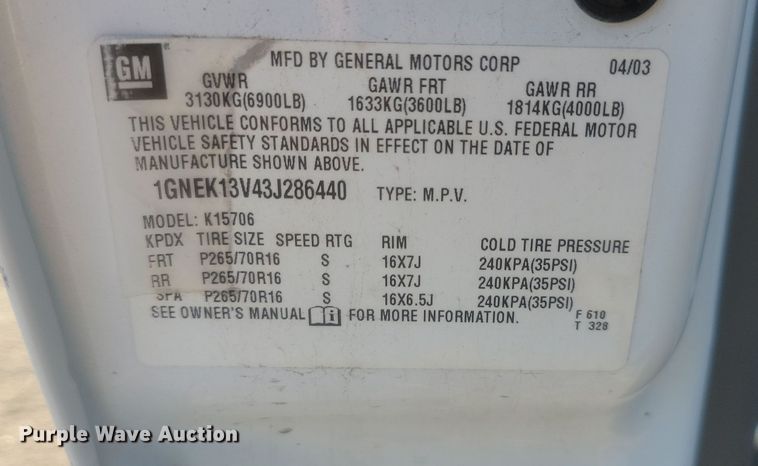 GM
MFD BY GENERAL MOTORS CORP 04/03
GVWR GAWR FRT GAWR RR
3130KG(6900LB) 1633KG(3600LB) 1814KG(4000LB)
THIS VEHICLE CONFORMS TO ALL APPLICABLE U.S. FEDERAL MOTOR
VEHICLE SAFETY STANDARDS IN EFFECT ON THE DATE OF
MANUFACTURE SHOWN ABOVE.
1GNEK13V43J286440 TYPE: M.P.V.
MODEL: K15706
KPDX TIRE SIZE SPEED RTG RIM COLD TIRE PRESSURE
FRT P265/70R16 S 16X7J 240KPA(35PSI)
RR P265/70R16 S 16X7J 240KPA(35PSI)
SPA P265/70R16 S 16X6.5J 240KPA(35PSI)
SEE OWNER'S MANUAL i FOR MORE INFORMATION.
F 610
T 328
Purple Wave Auction